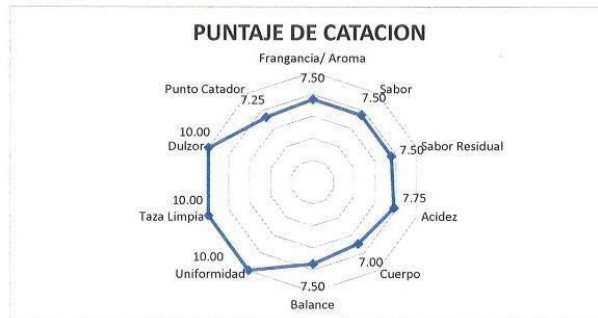 PUNTAJE DE CATACION
Frangancia/ Aroma
7.50
Sabor
7.50
Sabor Residual
7.50
Acidez
7.75
Cuerpo
7.00
Balance
7.50
Uniformidad
10.00
Taza Limpia
10.00
Dulzor
10.00
Punto Catador
7.25